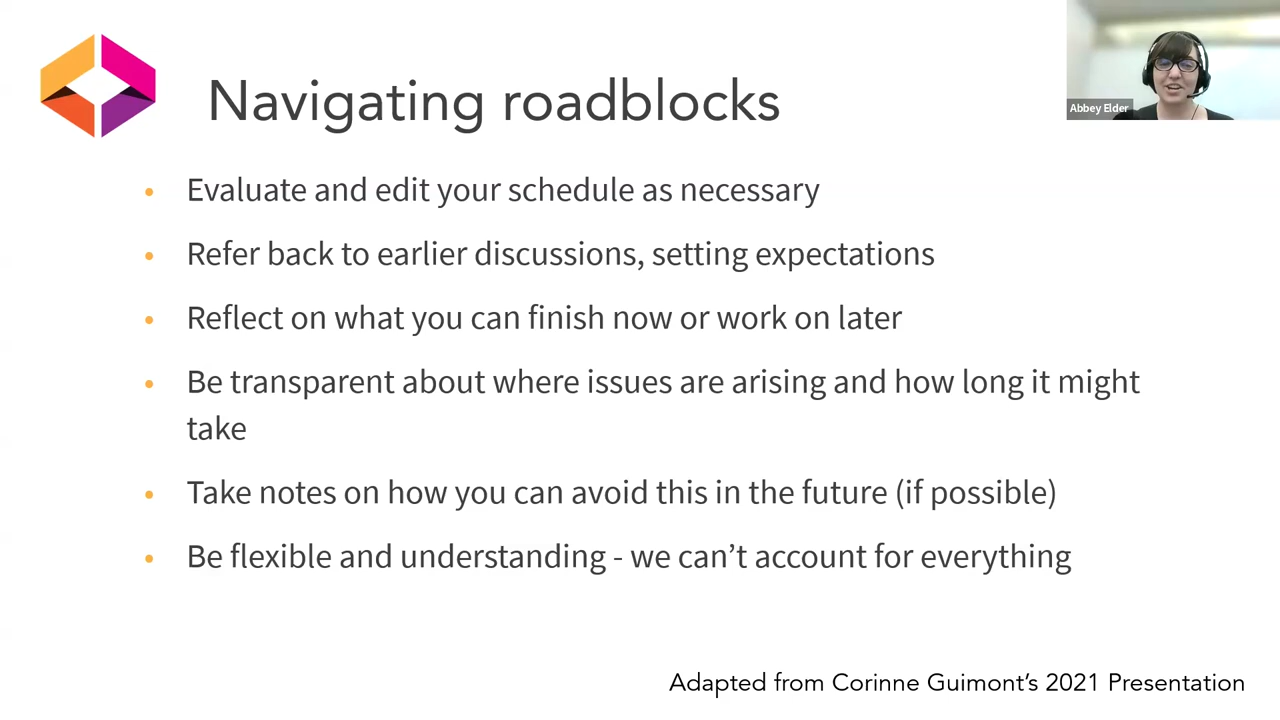 Navigating roadblocks
Abbey Elder
• Evaluate and edit your schedule as necessary
• Refer back to earlier discussions, setting expectations
• Reflect on what you can finish now or work on later
• Be transparent about where issues are arising and how long it might
take
• Take notes on how you can avoid this in the future (if possible)
• Be flexible and understanding - we can’t account for everything
Adapted from Corinne Guimont’s 2021 Presentation